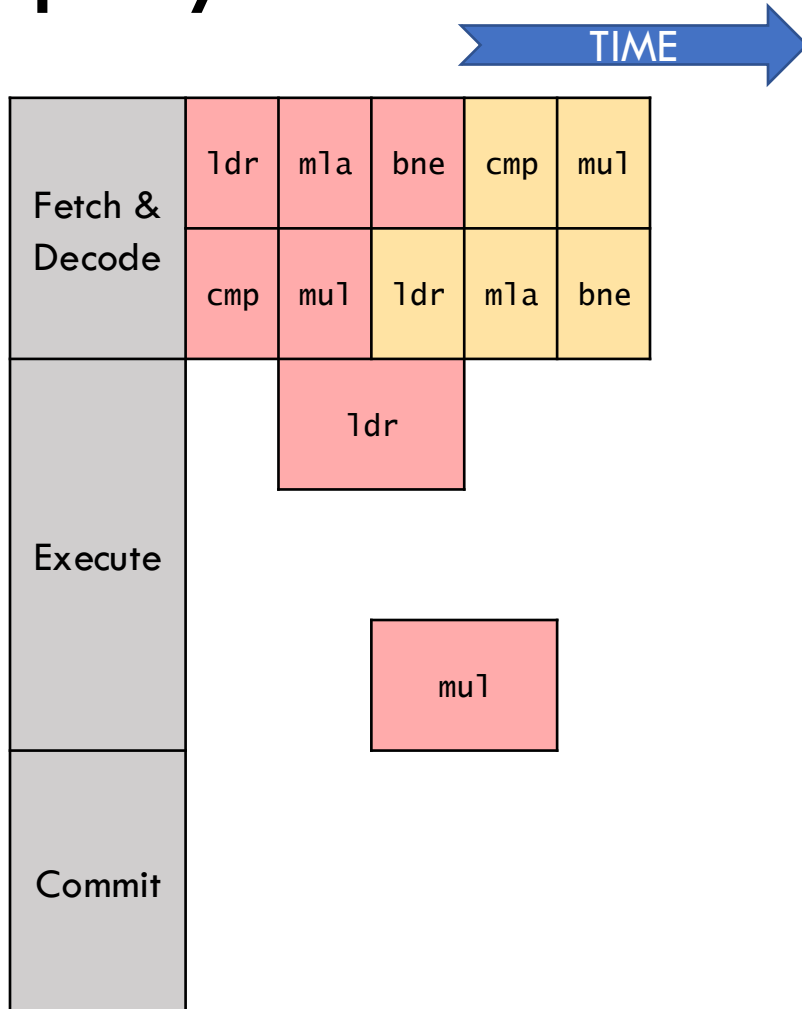 TIME
Fetch &
Decode
ldr mla bne cmp mul
cmp mul ldr mla bne
ldr
Execute
mul
Commit